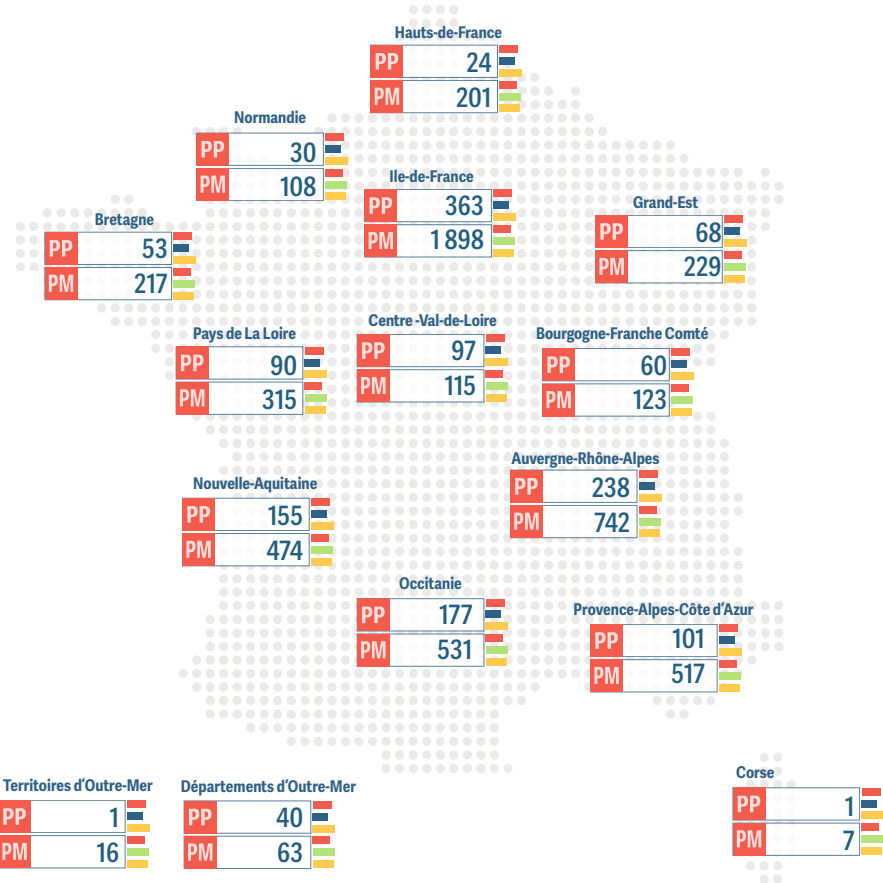 Hauts-de-France
PP 24
PM 201
Normandie
PP 30
PM 108
Ile-de-France
PP 363
PM 1 898
Grand-Est
PP 68
PM 229
Bretagne
PP 53
PM 217
Pays de La Loire
PP 90
PM 315
Centre -Val-de-Loire
PP 97
PM 115
Bourgogne-Franche Comté
PP 60
PM 123
Nouvelle-Aquitaine
PP 155
PM 474
Auvergne-Rhône-Alpes
PP 238
PM 742
Occitanie
PP 177
PM 531
Provence-Alpes-Côte d'Azur
PP 101
PM 517
Territoires d'Outre-Mer
PP 1
PM 16
Départements d'Outre-Mer
PP 40
PM 63
Corse
PP 1
PM 7